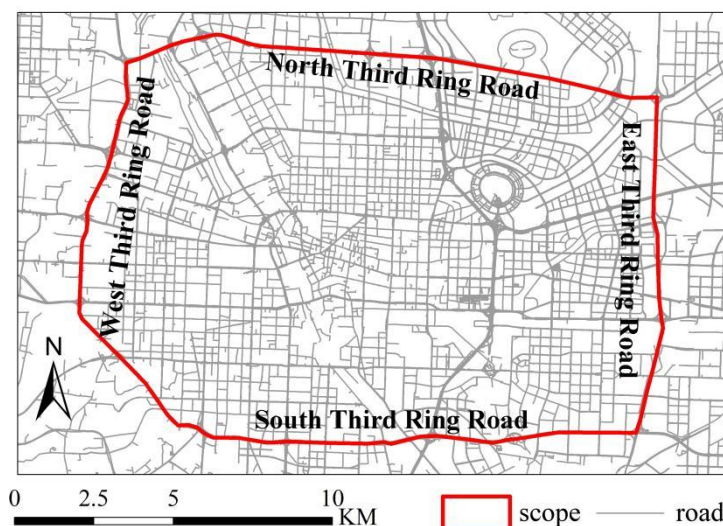 North Third Ring Road
West Third Ring Road
East Third Ring Road
South Third Ring Road
N
0 2.5 5 10
KM
scope road